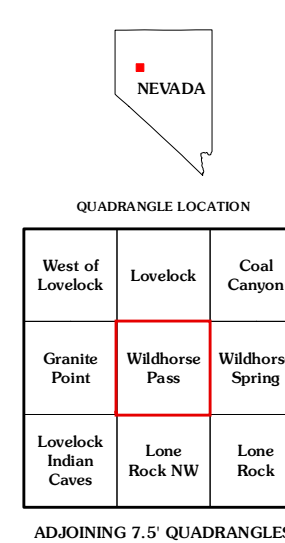 NEVADA
QUADRANGLE LOCATION
West of
Lovelock
Lovelock
Coal
Canyon
Granite
Point
Wildhorse
Pass
Wildhors
Spring
Lovelock
Indian
Caves
Lone
Rock NW
Lone
Rock
ADJOINING 7.5' QUADRANGLES